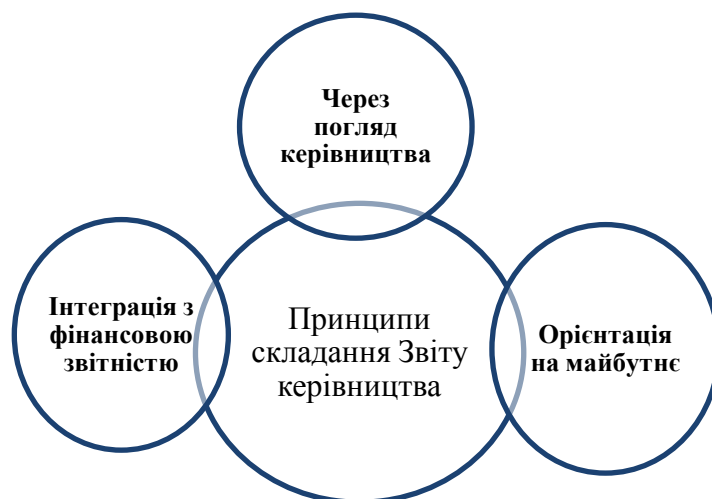 Через
погляд
керівництва
Інтеграція з
фінансовою
звітністю
Принципи
складання Звіту
керівництва
Орієнтація
на майбутнє